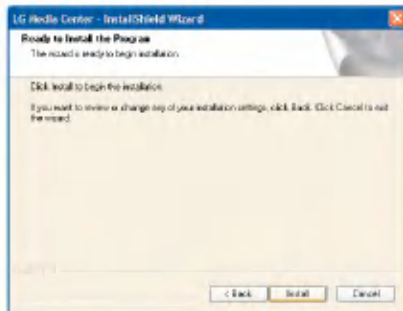 LG Media Center - InstallShield Wizard
Ready to Install the Program
The wizard is ready to begin installation.
Click Install to begin the installation.
If you want to review or change any of your installation settings, click Back. Click Cancel to exit
the wizard.
< Back
Install
Cancel